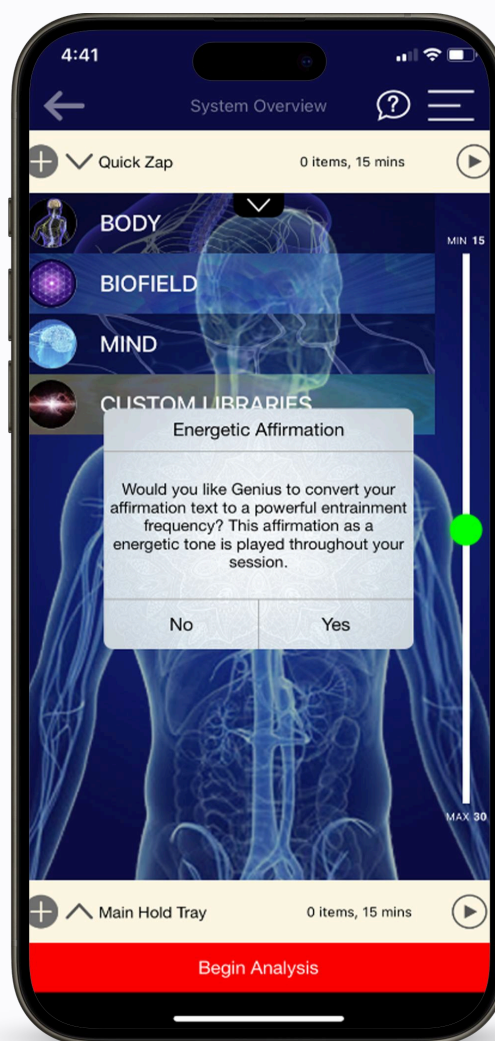 4:41
System Overview
Quick Zap 0 items, 15 mins
BODY
MIN 15
BIOFIELD
MIND
CUSTOM LIBRARIES
Energetic Affirmation
Would you like Genius to convert your
affirmation text to a powerful entrainment
frequency? This affirmation as a
energetic tone is played throughout your
session.
No Yes
MAX 30
Main Hold Tray 0 items, 15 mins
Begin Analysis